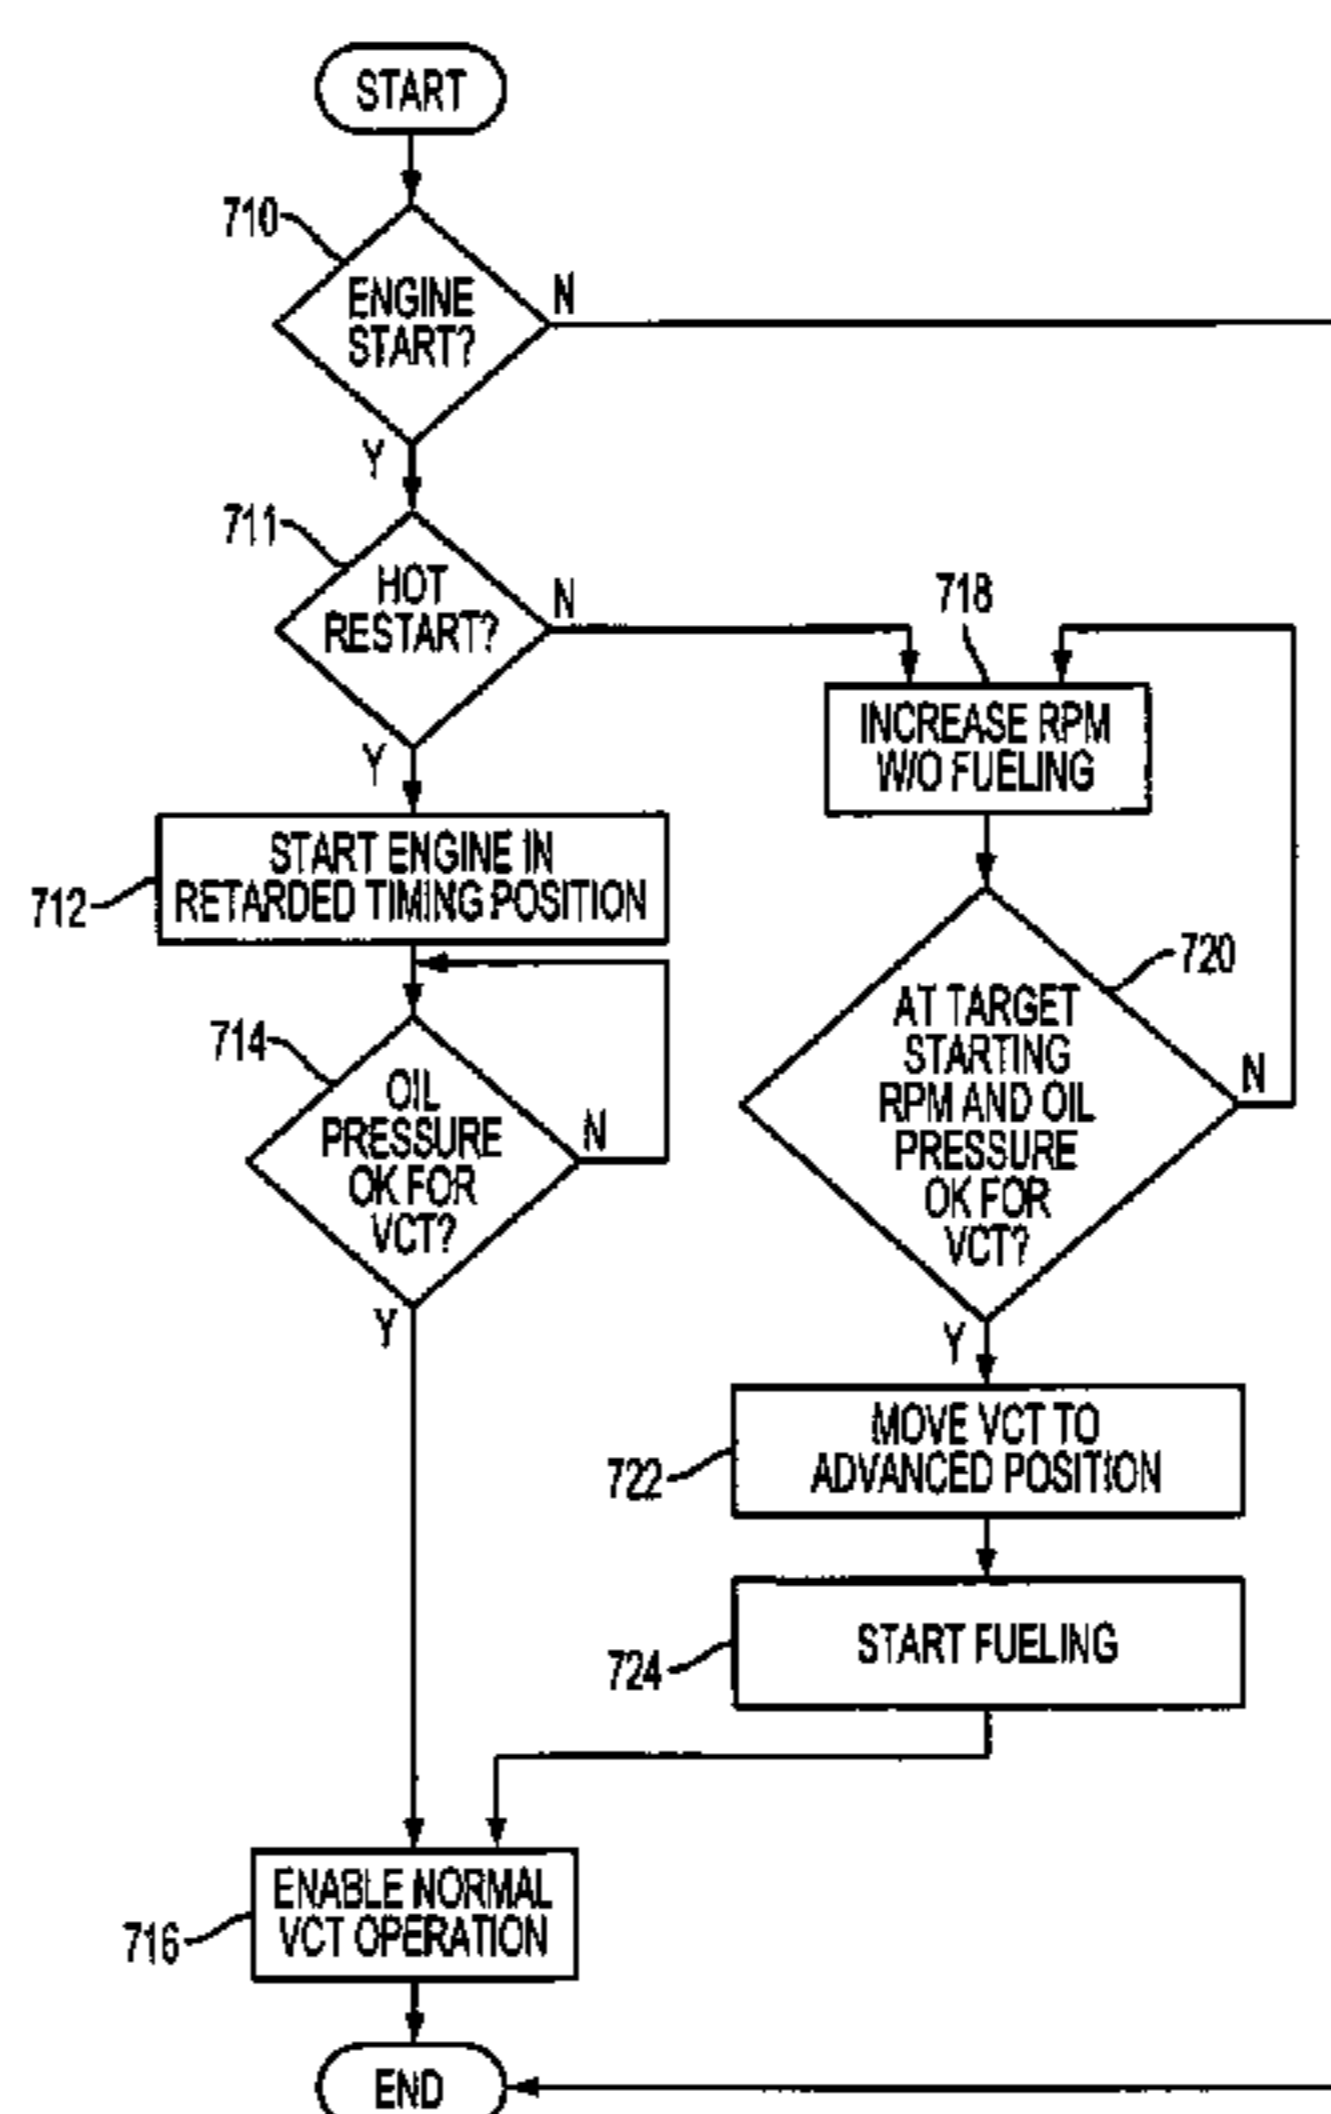 START
710
ENGINE
START?
N
Y
711
HOT
RESTART?
N
Y
718
INCREASE RPM
W/O FUELING
712
START ENGINE IN
RETARDED TIMING POSITION
714
OIL
PRESSURE
OK FOR
VCT?
N
Y
720
AT TARGET
STARTING
RPM AND OIL
PRESSURE
OK FOR
VCT?
N
Y
722
MOVE VCT TO
ADVANCED POSITION
724
START FUELING
716
ENABLE NORMAL
VCT OPERATION
END